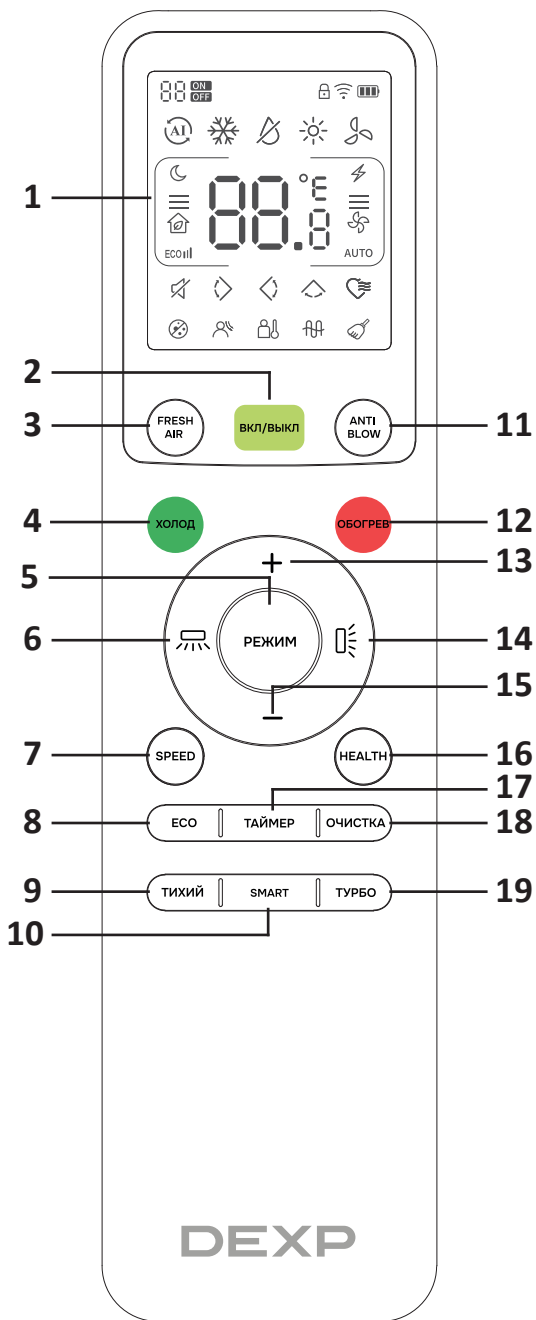 88 ON
OFF
AI
1
88.8 °E
ECO
AUTO
2
3
FRESH
AIR
ВКЛ/ВЫКЛ
ANTI
BLOW
11
4
ХОЛОД
ОБОГРЕВ
12
+
13
5
6
РЕЖИМ
14
−
15
7
SPEED
HEALTH
16
17
8
ECO
ТАЙМЕР
ОЧИСТКА
18
9
ТИХИЙ
SMART
ТУРБО
19
10
DEXP